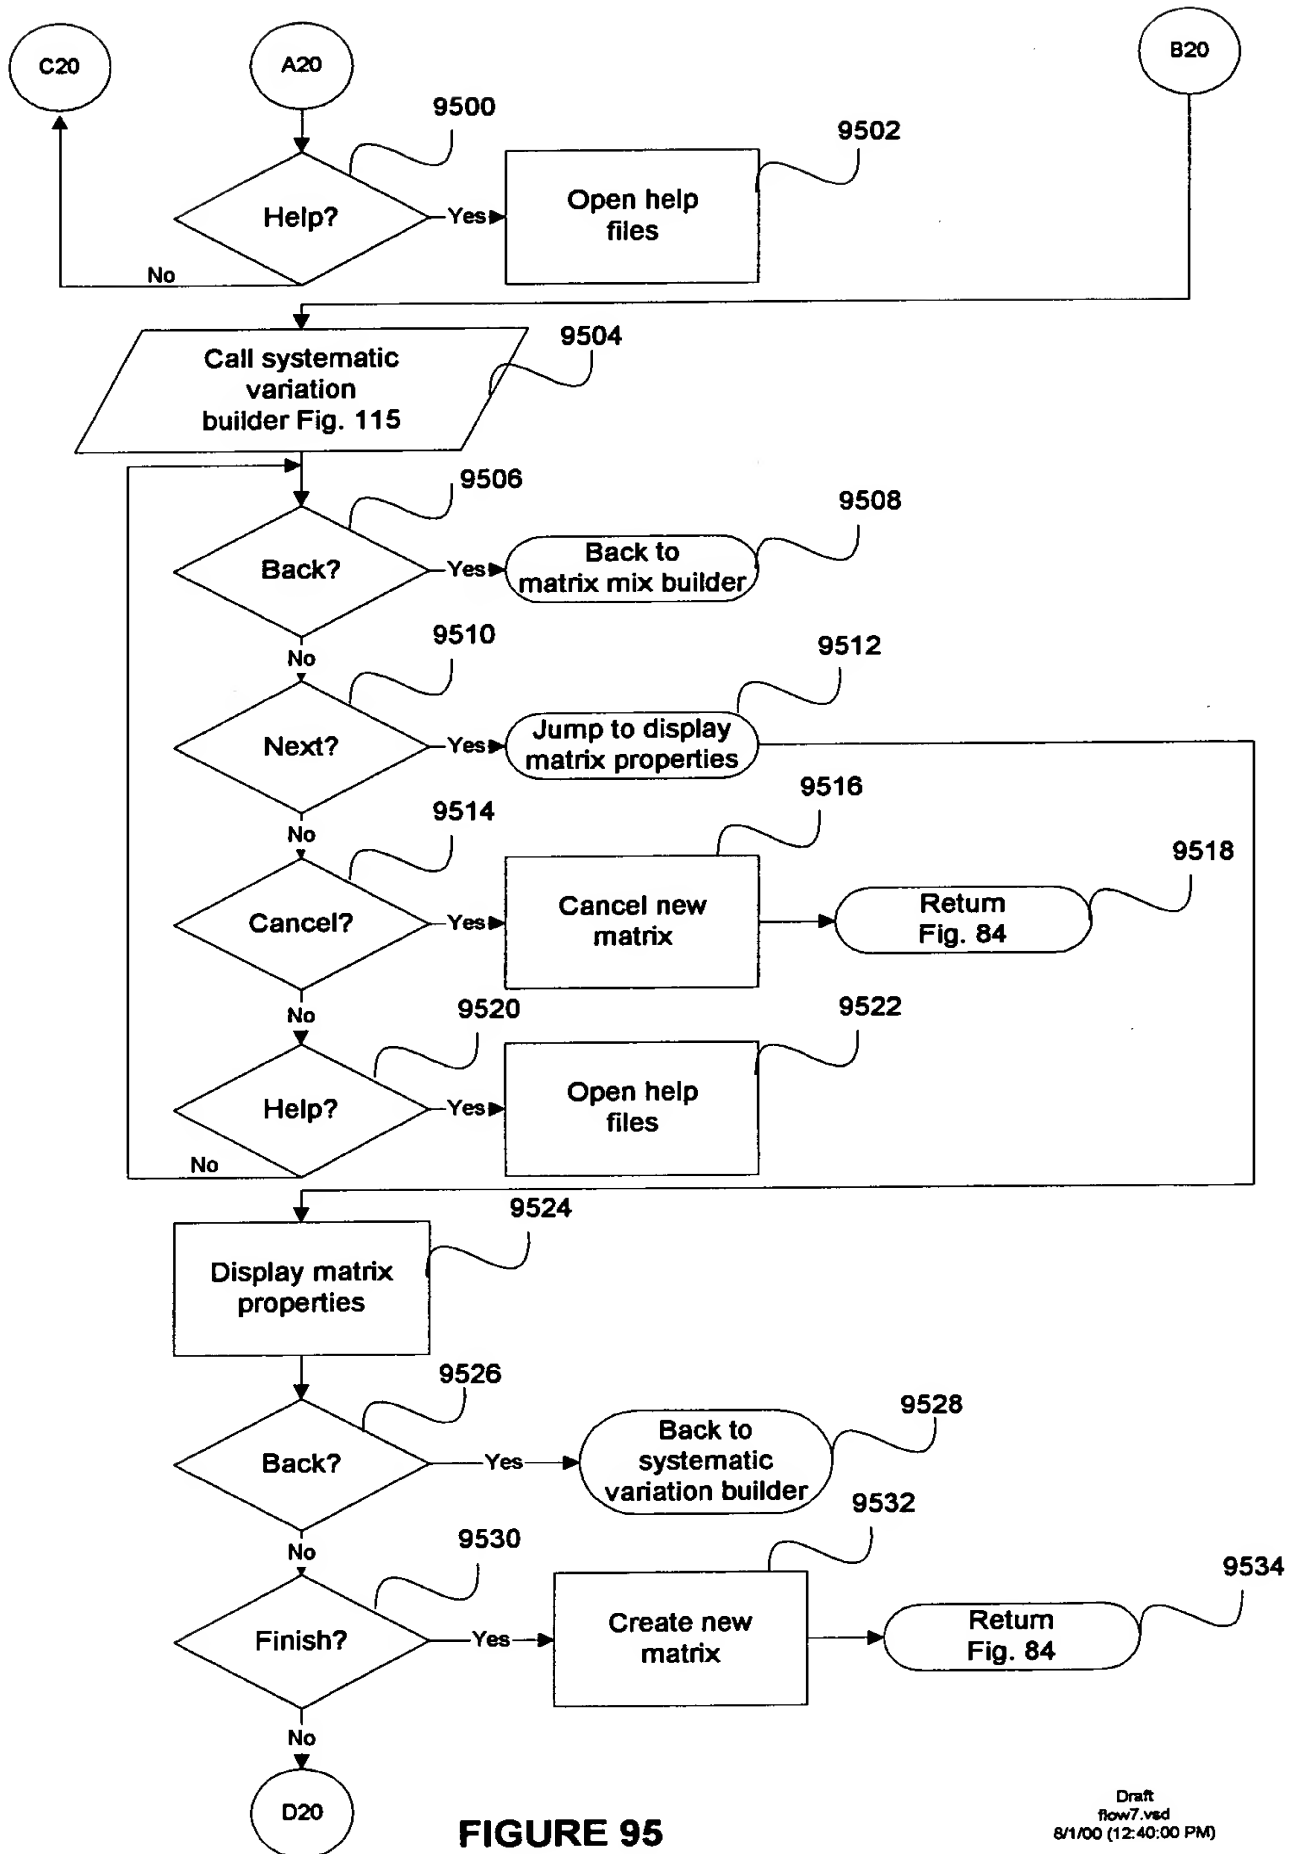 C20
A20
B20
9500
9502
Help?
Yes
Open help
files
No
9504
Call systematic
variation
builder Fig. 115
9506
9508
Back?
Yes
Back to
matrix mix builder
No
9510
9512
Next?
Yes
Jump to display
matrix properties
No
9514
9516
9518
Cancel?
Yes
Cancel new
matrix
Return
Fig. 84
No
9520
9522
Help?
Yes
Open help
files
No
9524
Display matrix
properties
9526
9528
Back?
Yes
Back to
systematic
variation builder
No
9530
9532
9534
Finish?
Yes
Create new
matrix
Return
Fig. 84
No
D20
FIGURE 95
Draft
flow7.vsd
8/1/00 (12:40:00 PM)